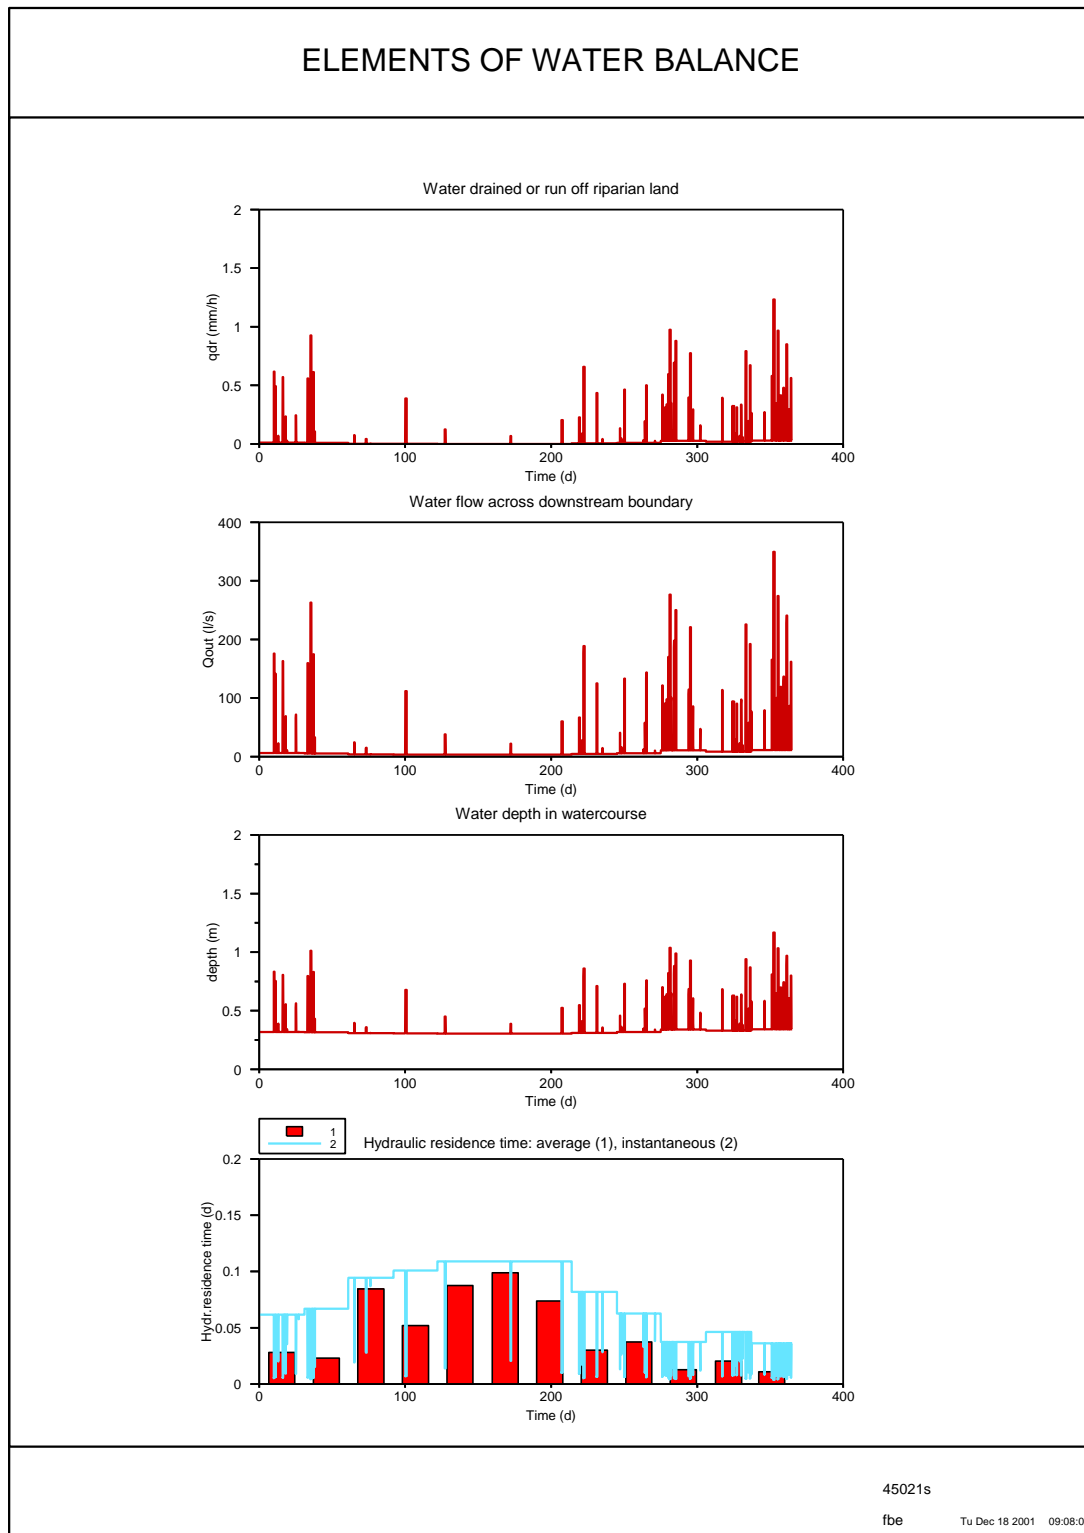 ELEMENTS OF WATER BALANCE
Water drained or run off riparian land
2
1.5
1
0.5
0
qdr (mm/h)
0 100 200 300 400
Time (d)
Water flow across downstream boundary
400
300
200
100
0
Qout (l/s)
0 100 200 300 400
Time (d)
Water depth in watercourse
2
1.5
1
0.5
0
depth (m)
0 100 200 300 400
Time (d)
1
2
Hydraulic residence time: average (1), instantaneous (2)
0.2
0.15
0.1
0.05
0
Hydr.residence time (d)
0 100 200 300 400
Time (d)
45021s
fbe Tu Dec 18 2001 09:08:0